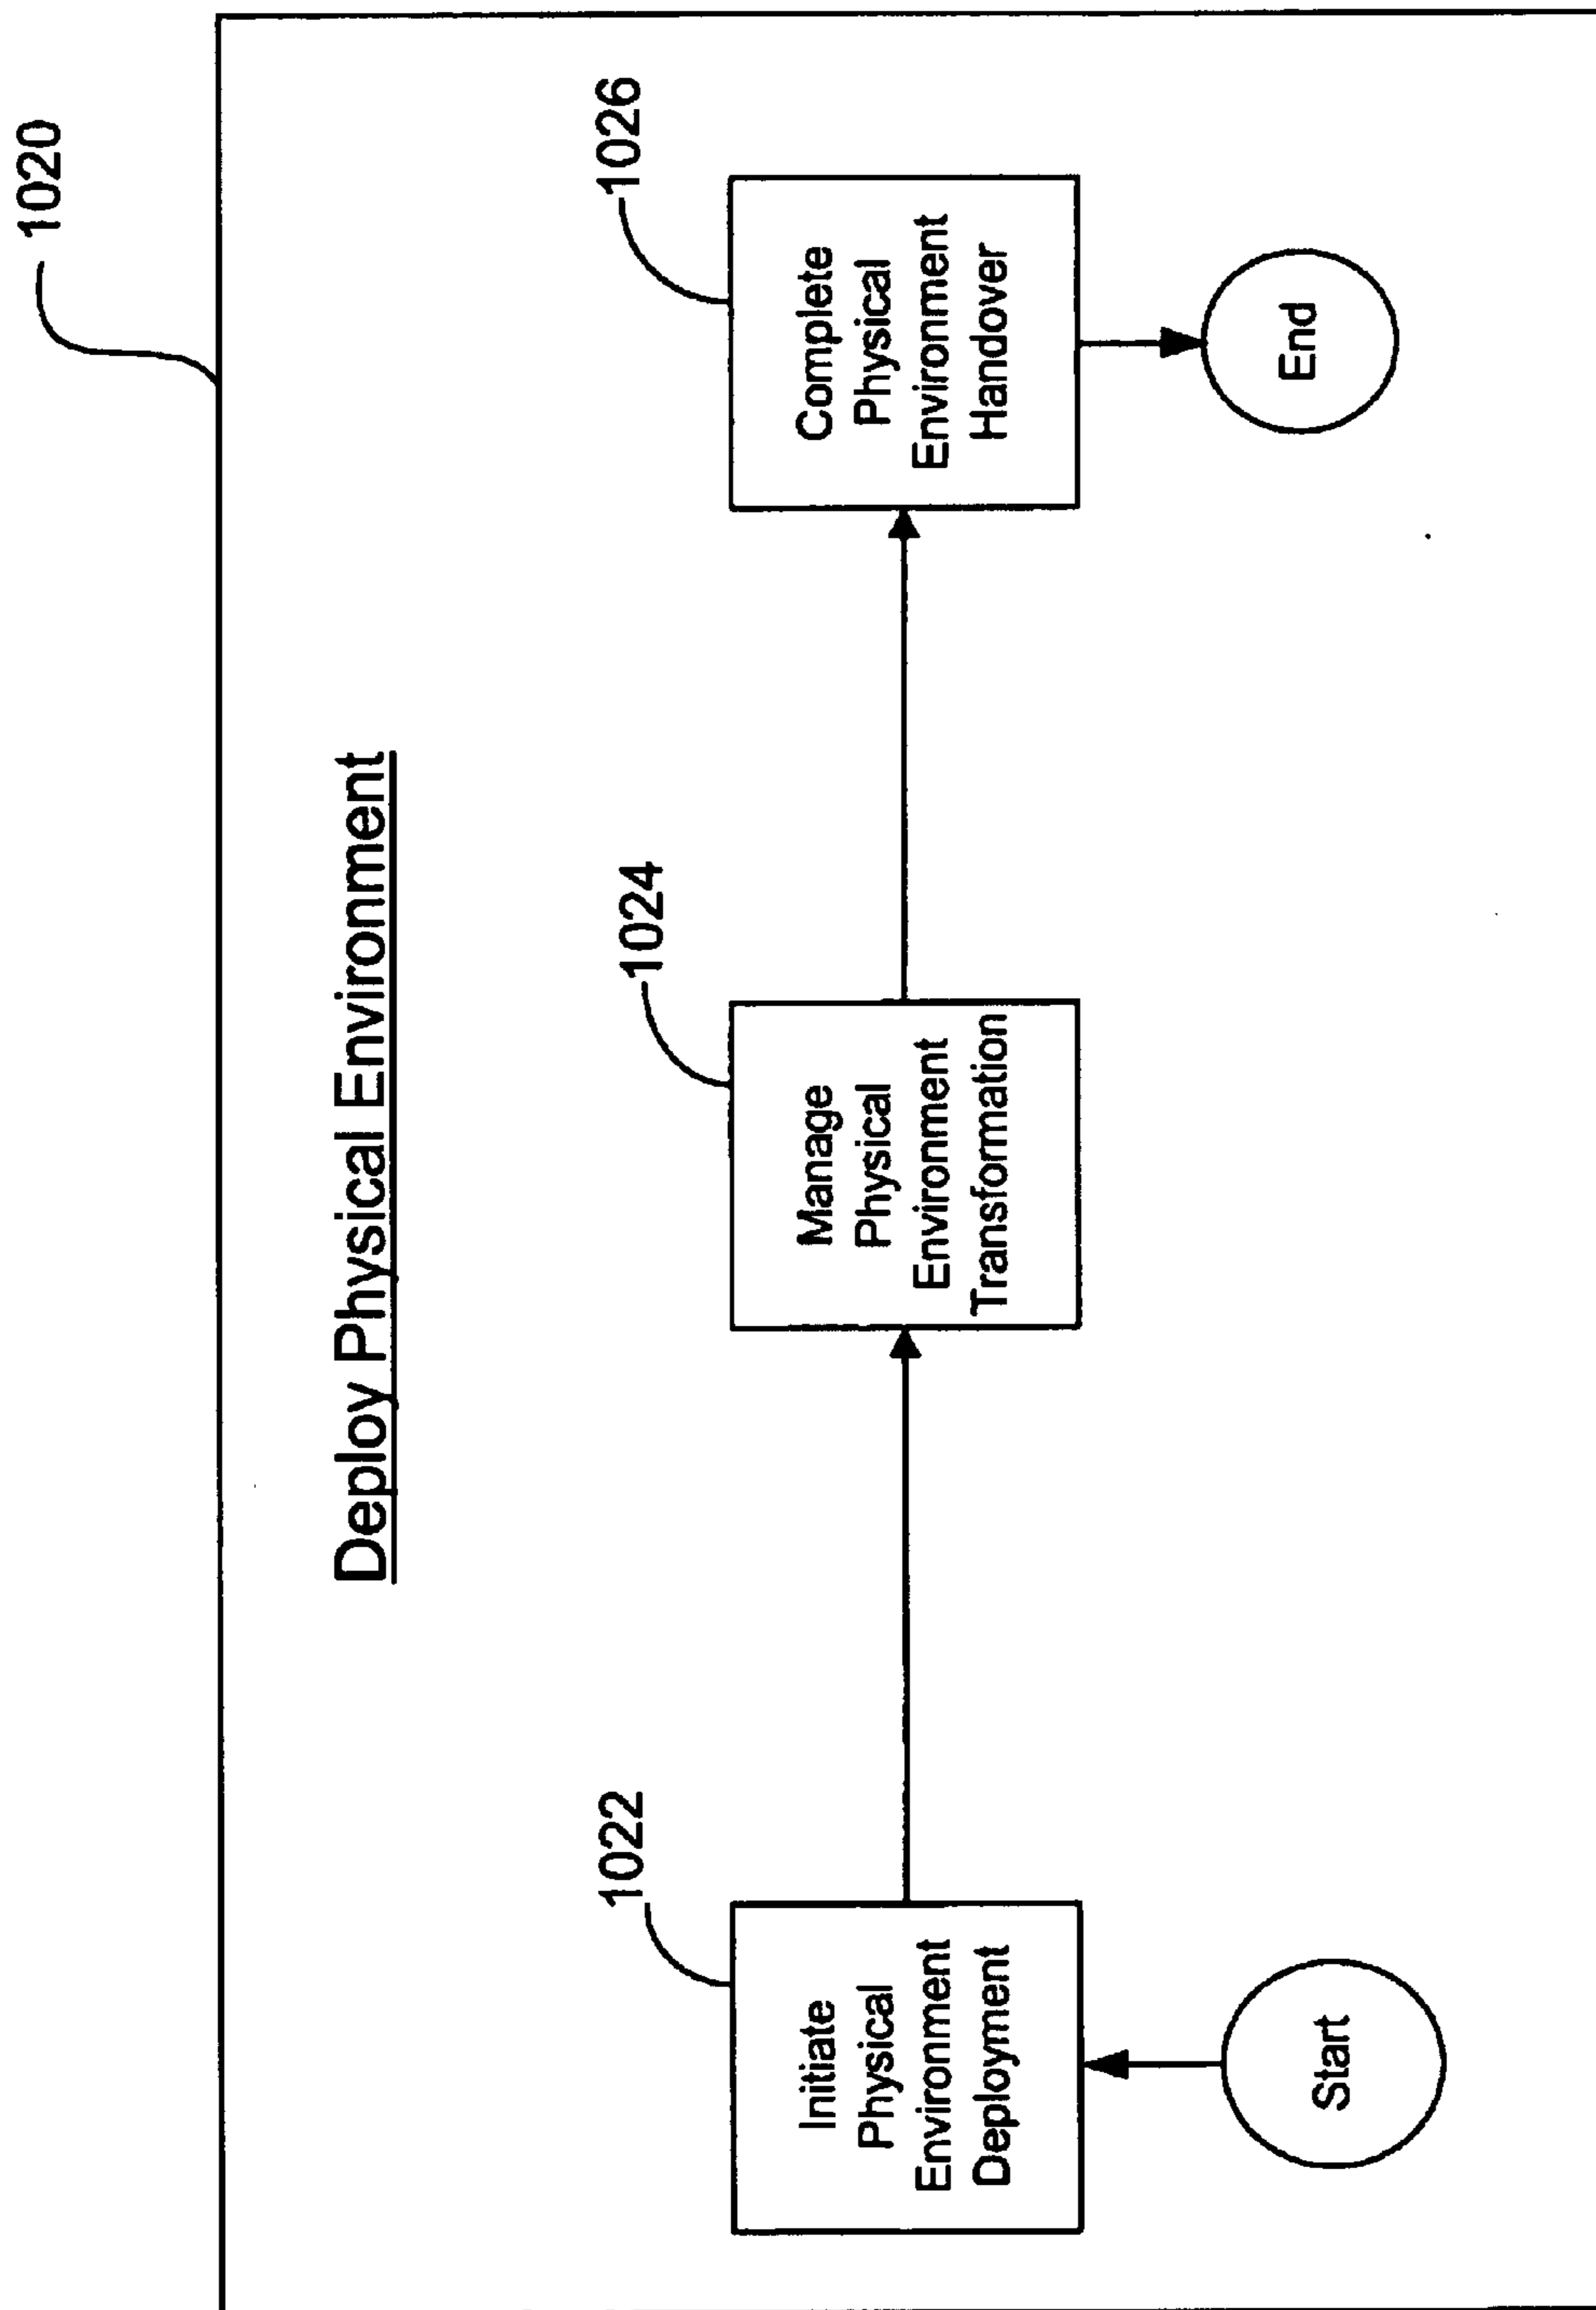 1020
Deploy Physical Environment
1022
Initiate
Physical
Environment
Deployment
1024
Manage
Physical
Environment
Transformation
1026
Complete
Physical
Environment
Handover
Start
End